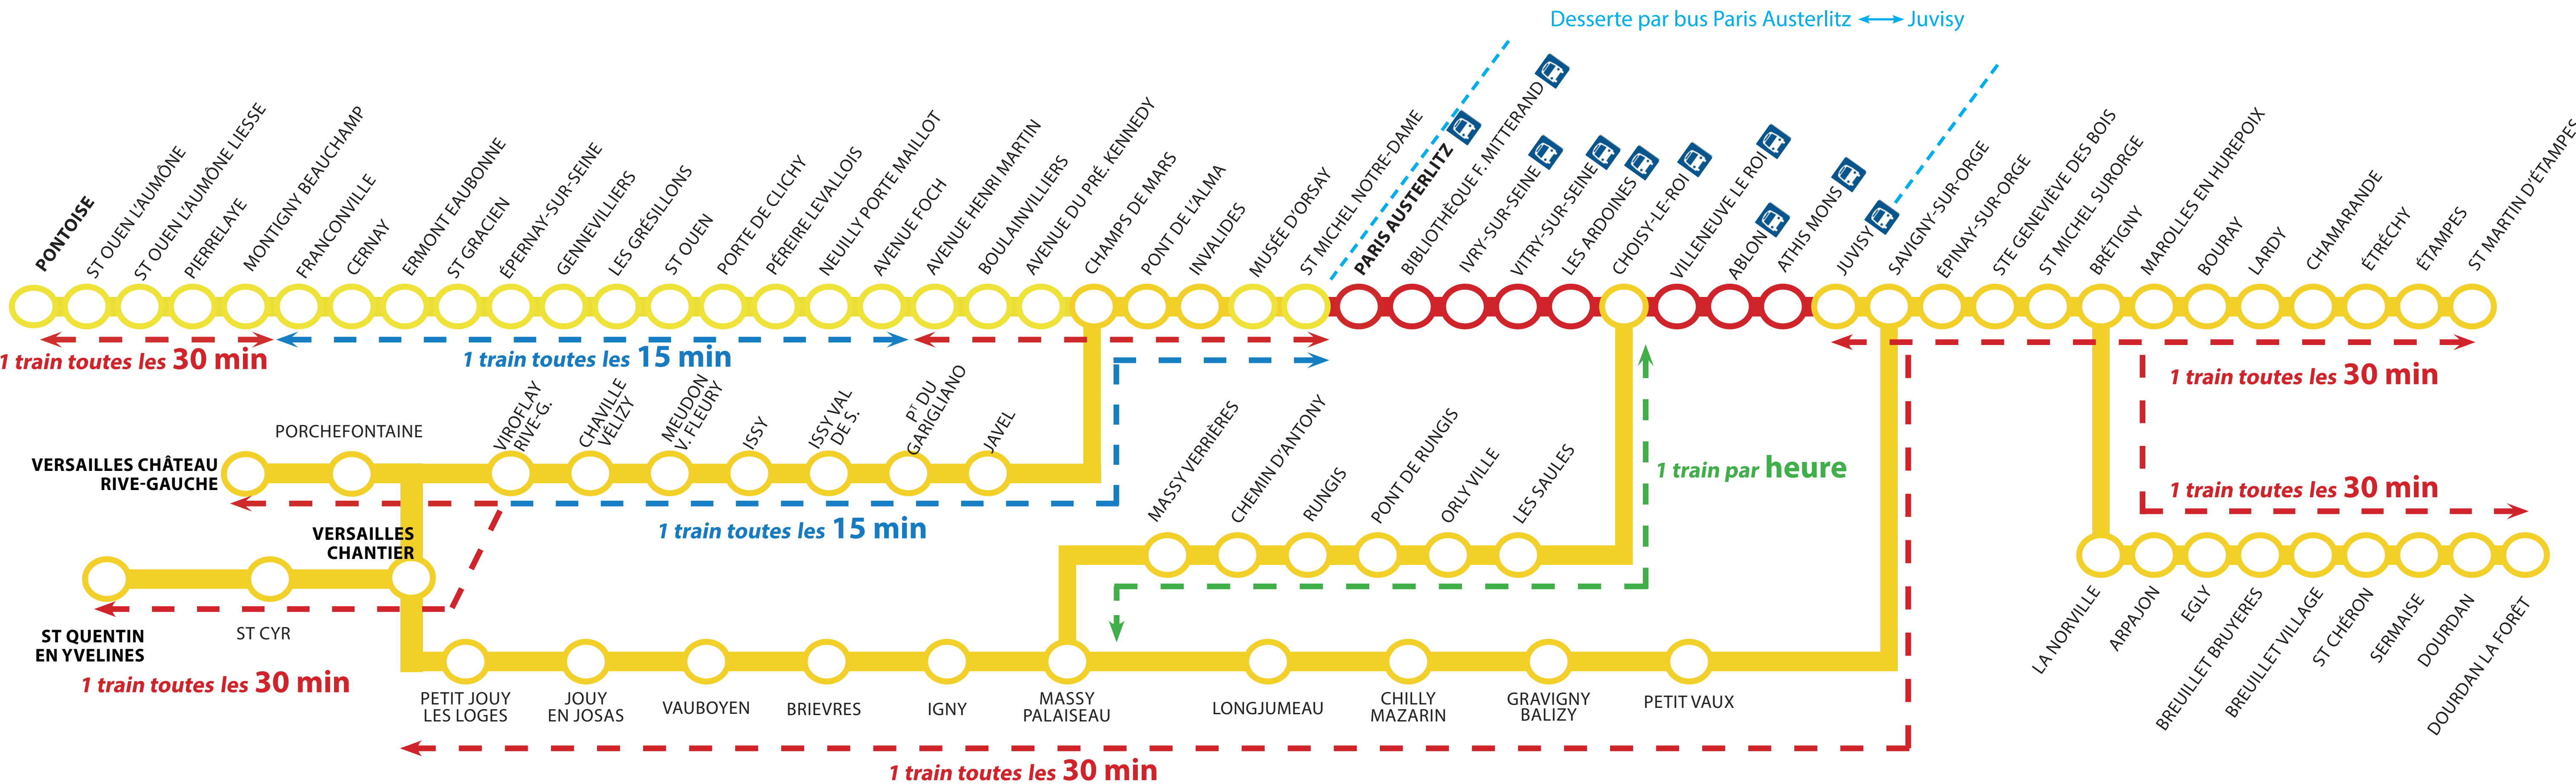 Desserte par bus Paris Austerlitz Juvisy
PONTOISE
ST OUEN L'AUMÔNE
ST OUEN L'AUMÔNE LIESSE
PIERRELAYE
MONTIGNY BEAUCHAMP
FRANCONVILLE
CERNAY
ERMONT EAUBONNE
ST GRACIEN
ÉPERNAY-SUR-SEINE
GENNEVILLIERS
LES GRÉSILLONS
ST OUEN
PORTE DE CLICHY
PÉREIRE LEVALLOIS
NEUILLY PORTE MAILLOT
AVENUE FOCH
AVENUE HENRI MARTIN
BOULAINVILLIERS
AVENUE DU PRÉ. KENNEDY
CHAMPS DE MARS
PONT DE L'ALMA
INVALIDES
MUSÉE D'ORSAY
ST MICHEL NOTRE-DAME
PARIS AUSTERLITZ
BIBLIOTHÈQUE F. MITTERAND
IVRY-SUR-SEINE
VITRY-SUR-SEINE
LES ARDOINES
CHOISY-LE-ROI
VILLENEUVE LE ROI
ABLON
ATHIS MONS
JUVISY
SAVIGNY-SUR-ORGE
ÉPINAY-SUR-ORGE
STE GENEVIÈVE DES BOIS
ST MICHEL SURORGE
BRÉTIGNY
MAROLLES EN HUREPOIX
BOURAY
LARDY
CHAMARANDE
ÉTRÉCHY
ÉTAMPES
ST MARTIN D'ÉTAMPES
1 train toutes les 30 min
1 train toutes les 15 min
1 train toutes les 30 min
PORCHEFONTAINE
VERSAILLES CHÂTEAU
RIVE-GAUCHE
VIROFLAY
RIVE-G.
CHAVILLE
VÉLIZY
MEUDON
V. FLEURY
ISSY
ISSY VAL
DE S.
PT DU
GARIGLIANO
JAVEL
1 train toutes les 15 min
MASSY VERRIÈRES
CHEMIN D'ANTONY
RUNGIS
PONT DE RUNGIS
ORLY VILLE
LES SAULES
1 train par heure
1 train toutes les 30 min
VERSAILLES
CHANTIER
ST QUENTIN
EN YVELINES
ST CYR
1 train toutes les 30 min
PETIT JOUY
LES LOGES
JOUY
EN JOSAS
VAUBOYEN
BRIEVRES
IGNY
MASSY
PALAISEAU
LONGJUMEAU
CHILLY
MAZARIN
GRAVIGNY
BALIZY
PETIT VAUX
LA NORVILLE
ARPAJON
EGLY
BREUILLET BRUYERES
BREUILLET VILLAGE
ST CHÉRON
SERMAISE
DOURDAN
DOURDAN LA FORÊT
1 train toutes les 30 min